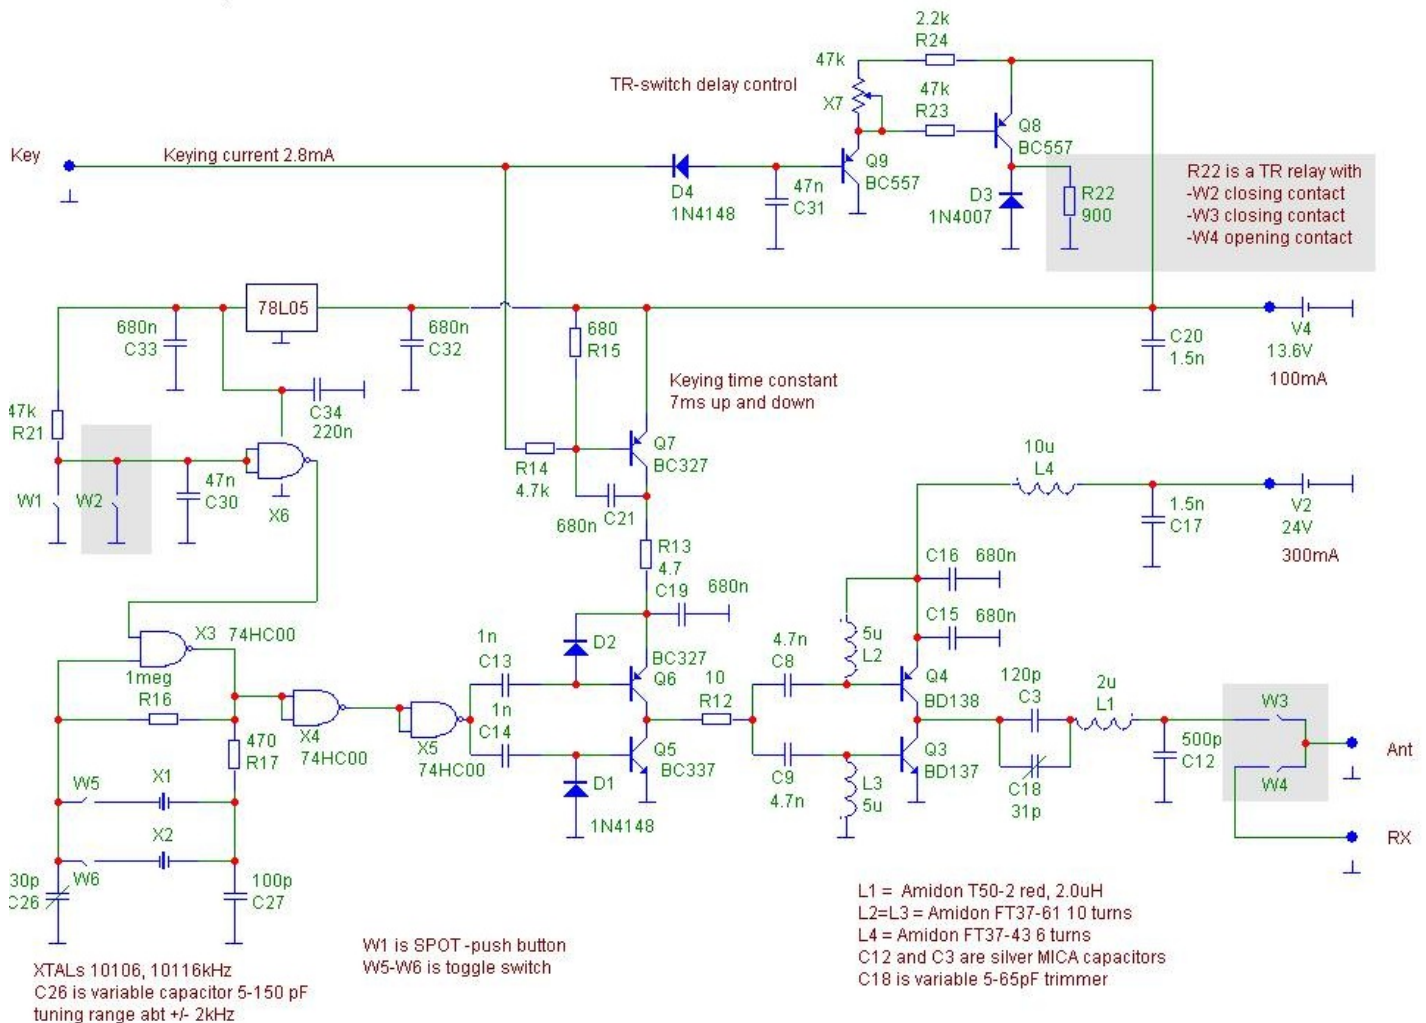 2.2k
R24
47k
TR-switch delay control
X7
47k
R23
Q8
BC557
Key
Keying current 2.8mA
Q9
BC557
D4
1N4148
47n
C31
D3
1N4007
R22
900
R22 is a TR relay with
-W2 closing contact
-W3 closing contact
-W4 opening contact
78L05
680n
C33
680n
C32
680
R15
C20
1.5n
V4
13.6V
100mA
Keying time constant
7ms up and down
C34
220n
47k
R21
W1
W2
47n
C30
X6
R14
4.7k
Q7
BC327
680n
C21
10u
L4
1.5n
C17
V2
24V
300mA
R13
4.7
C19
680n
C16
680n
C15
680n
X3
74HC00
1meg
R16
1n
C13
D2
BC327
Q6
10
R12
4.7n
C8
5u
L2
Q4
BD138
120p
C3
2u
L1
W3
470
R17
X4
74HC00
X5
74HC00
1n
C14
Q5
BC337
C9
4.7n
L3
5u
Q3
BD137
C18
31p
500p
C12
W4
Ant
W5
X1
X2
W6
D1
1N4148
RX
30p
C26
100p
C27
L1 = Amidon T50-2 red, 2.0uH
L2=L3 = Amidon FT37-61 10 turns
L4 = Amidon FT37-43 6 turns
C12 and C3 are silver MICA capacitors
C18 is variable 5-65pF trimmer
W1 is SPOT -push button
W5-W6 is toggle switch
XTALs 10106, 10116kHz
C26 is variable capacitor 5-150 pF
tuning range abt +/- 2kHz